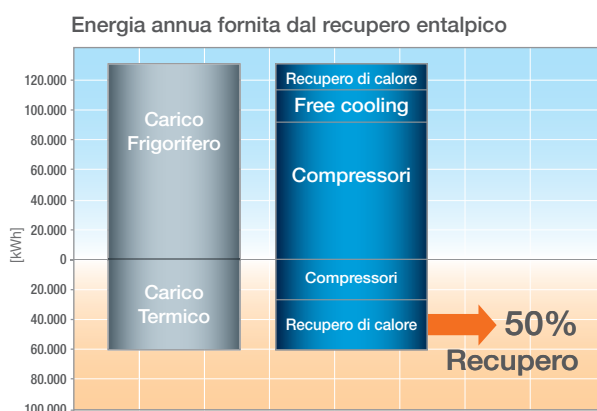 Energia annua fornita dal recupero entalpico
120.000
100.000
80.000
60.000
40.000
20.000
0
20.000
40.000
60.000
80.000
100.000
[kWh]
Carico
Frigorifero
Carico
Termico
Recupero di calore
Free cooling
Compressori
Compressori
Recupero di calore
50%
Recupero